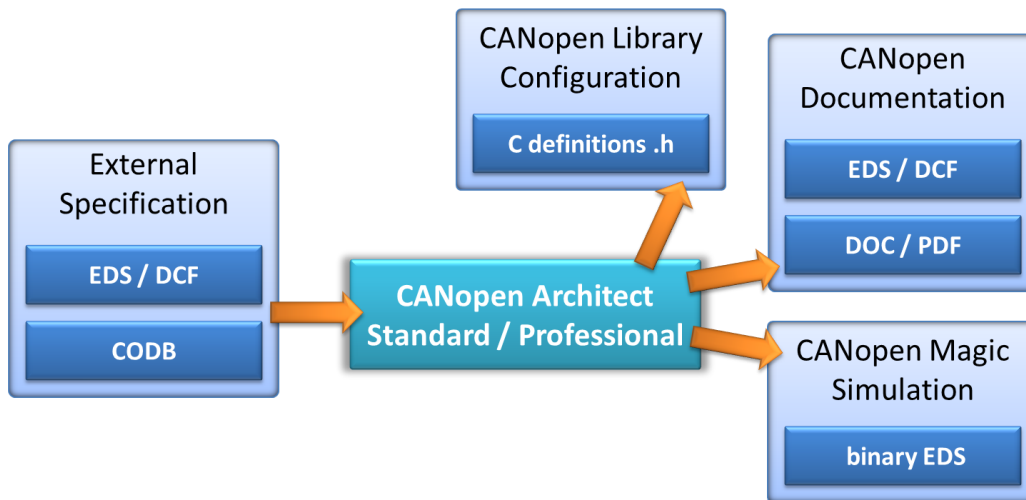 External
Specification
EDS / DCF
CODB
CANopen Architect
Standard / Professional
CANopen Library
Configuration
C definitions .h
CANopen
Documentation
EDS / DCF
DOC / PDF
CANopen Magic
Simulation
binary EDS